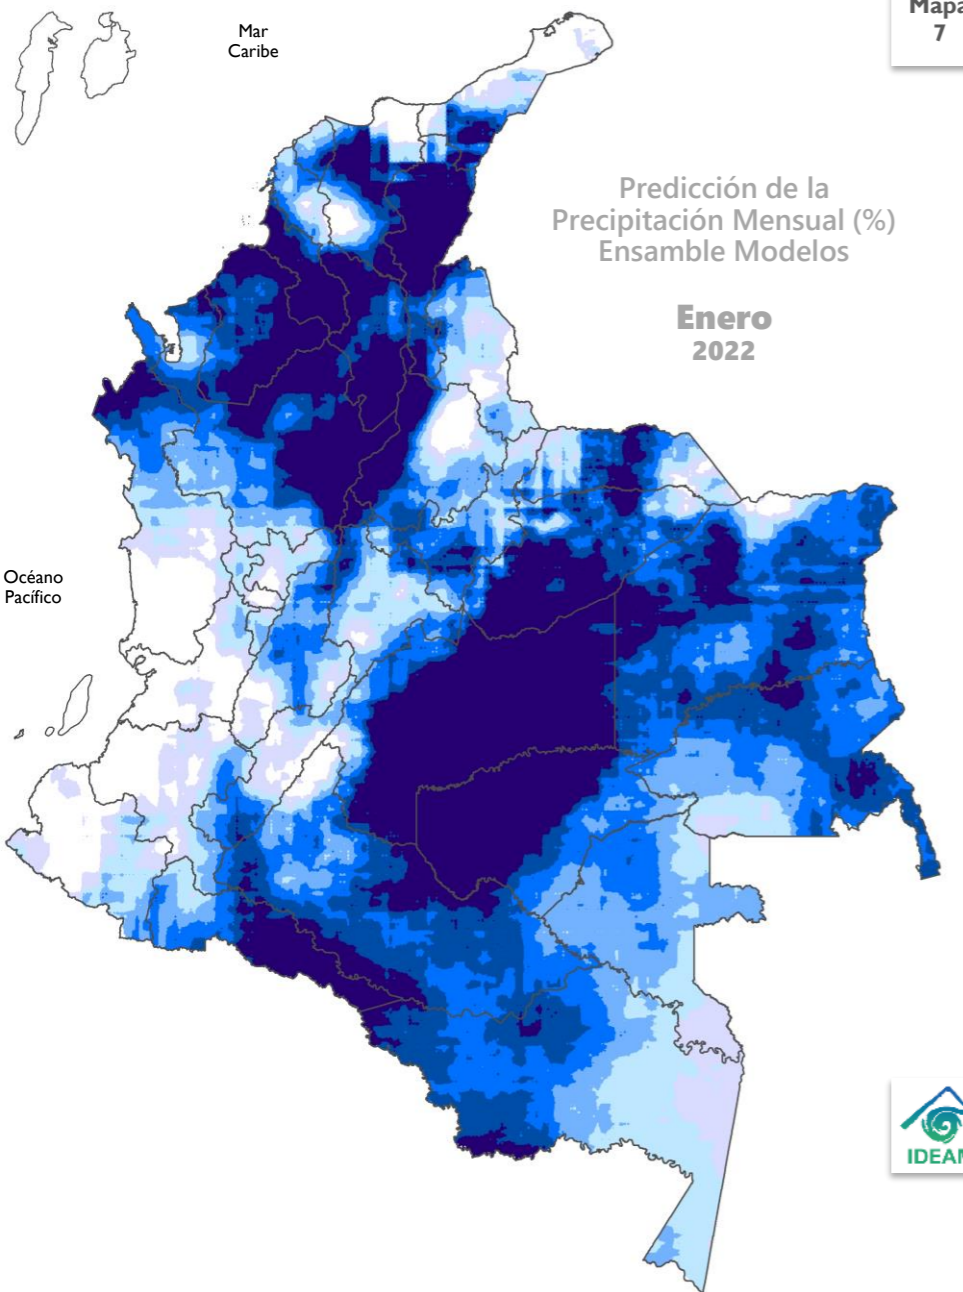 Mapa
7
Mar
Caribe
Predicción de la
Precipitación Mensual (%)
Ensamble Modelos
Enero
2022
Océano
Pacífico
IDEAM